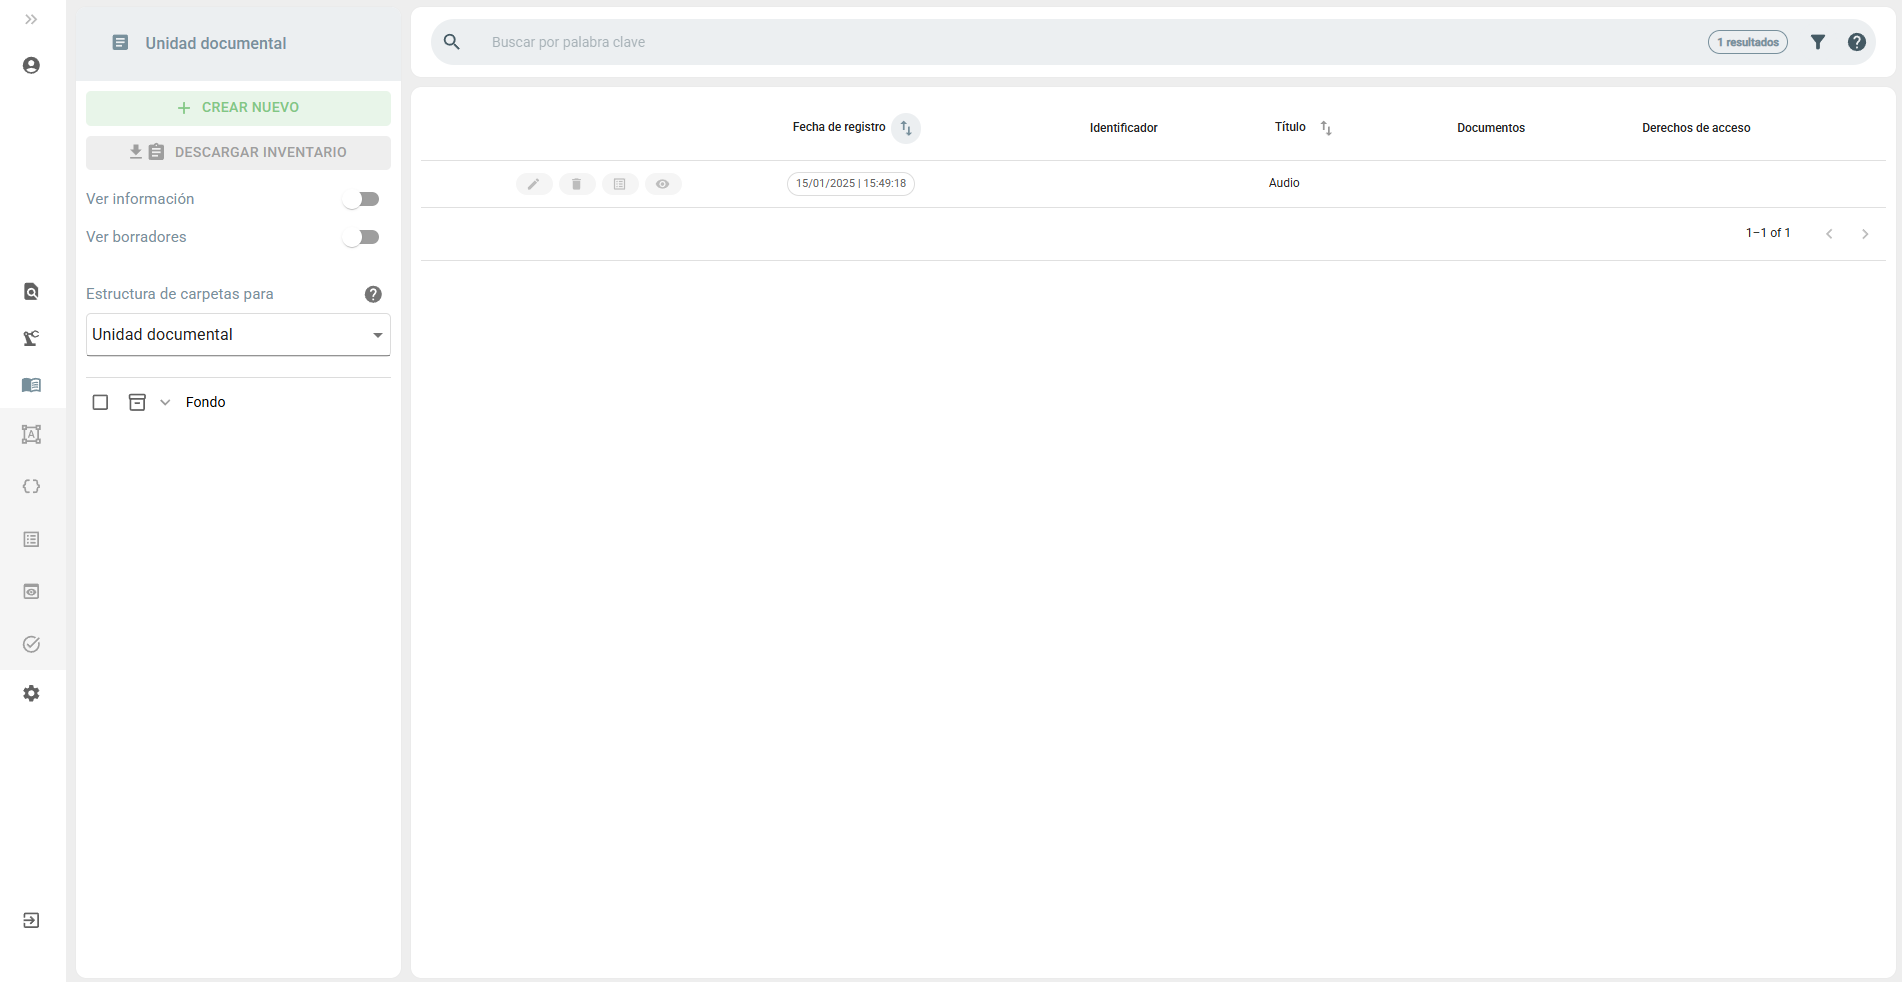 Unidad documental
CREAR NUEVO
DESCARGAR INVENTARIO
Ver información
Ver borradores
Estructura de carpetas para
Unidad documental
Fondo
Buscar por palabra clave
1 resultados
Fecha de registro Identificador Título Documentos Derechos de acceso
15/01/2025 | 15:49:18 Audio
1–1 of 1